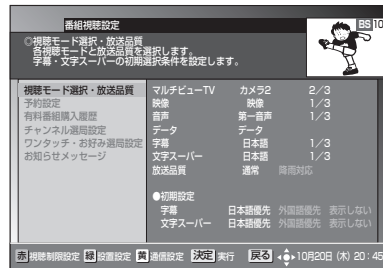 番組視聴設定
BS 10
◎視聴モード選択・放送品質
各視聴モードと放送品質を選択します。
字幕・文字スーパーの初期選択条件を設定します。
視聴モード選択・放送品質
予約設定
有料番組購入履歴
チャンネル選局設定
ワンタッチ・お好み選局設定
お知らせメッセージ
マルチビューTV カメラ2 2/3
映像 映像 1/3
音声 第一音声 1/3
データ データ
字幕 日本語 1/3
文字スーパー 日本語 1/3
放送品質 通常 降雨対応
●初期設定
字幕 日本語優先 外国語優先 表示しない
文字スーパー 日本語優先 外国語優先 表示しない
赤 視聴制限設定 緑 設置設定 黄 通信設定 決定 実行 戻る 10月20日 (木) 20:45